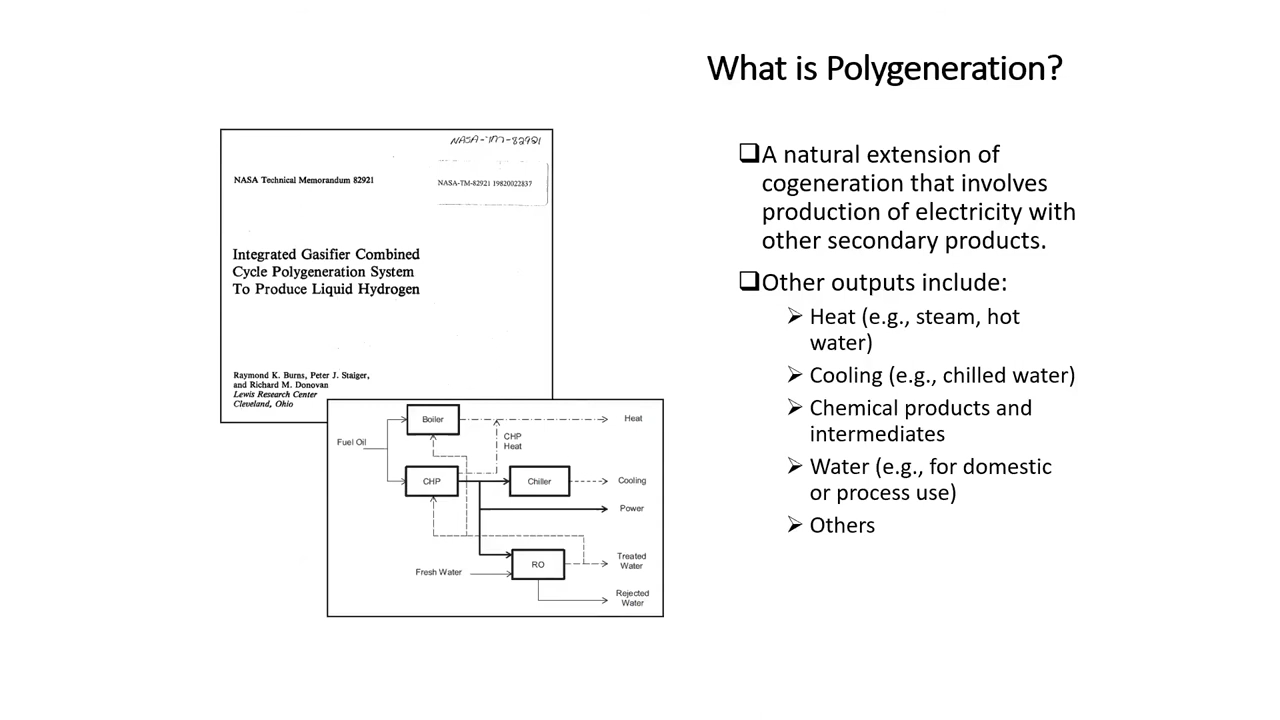 What is Polygeneration?
NASA-TM-82921
NASA Technical Memorandum 82921
NASA-TM-82921 19820022837
Integrated Gasifier Combined
Cycle Polygeneration System
To Produce Liquid Hydrogen
Raymond K. Burns, Peter J. Staiger,
and Richard M. Donovan
Lewis Research Center
Cleveland, Ohio
Boiler
Heat
Fuel Oil
CHP
Heat
CHP
Chiller
Cooling
Power
RO
Treated
Water
Fresh Water
Rejected
Water
❑A natural extension of
cogeneration that involves
production of electricity with
other secondary products.
❑Other outputs include:
➢ Heat (e.g., steam, hot
water)
➢ Cooling (e.g., chilled water)
➢ Chemical products and
intermediates
➢ Water (e.g., for domestic
or process use)
➢ Others